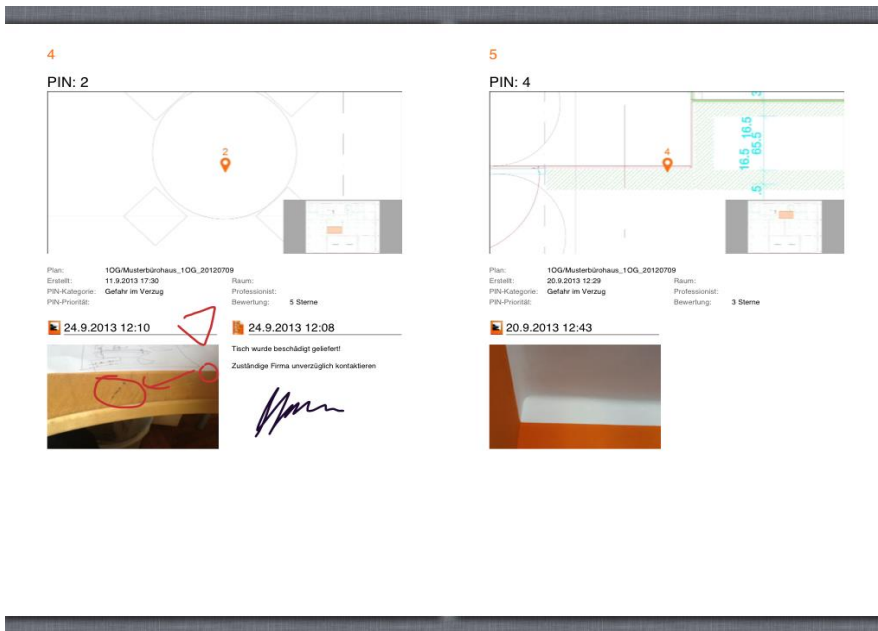 4
PIN: 2
2
Plan: 1OG/Musterbürohaus_1OG_20120709
Erstellt: 11.9.2013 17:30 Raum:
PIN-Kategorie: Gefahr im Verzug Professionist:
PIN-Priorität: Bewertung: 5 Sterne
24.9.2013 12:10
24.9.2013 12:08
Tisch wurde beschädigt geliefert!
Zuständige Firma unverzüglich kontaktieren
5
PIN: 4
4
16.5 16.5
65.5
.5
Plan: 1OG/Musterbürohaus_1OG_20120709
Erstellt: 20.9.2013 12:29 Raum:
PIN-Kategorie: Gefahr im Verzug Professionist:
PIN-Priorität: Bewertung: 3 Sterne
20.9.2013 12:43